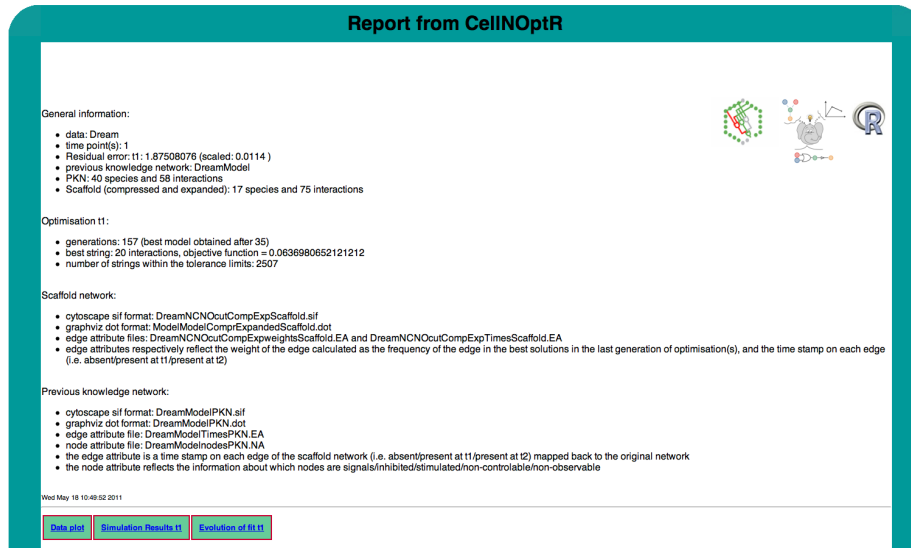 Report from CellNOptR
General information:
• data: Dream
• time point(s): 1
• Residual error: t1: 1.87508076 (scaled: 0.0114 )
• previous knowledge network: DreamModel
• PKN: 40 species and 58 interactions
• Scaffold (compressed and expanded): 17 species and 75 interactions
R
Optimisation t1:
• generations: 157 (best model obtained after 35)
• best string: 20 interactions, objective function = 0.0636980652121212
• number of strings within the tolerance limits: 2507
Scaffold network:
• cytoscape sif format: DreamNCNOcutCompExpScaffold.sif
• graphviz dot format: ModelModelComprExpandedScaffold.dot
• edge attribute files: DreamNCNOcutCompExpweightsScaffold.EA and DreamNCNOcutCompExpTimesScaffold.EA
• edge attributes respectively reflect the weight of the edge calculated as the frequency of the edge in the best solutions in the last generation of optimisation(s), and the time stamp on each edge
(i.e. absent/present at t1/present at t2)
Previous knowledge network:
• cytoscape sif format: DreamModelPKN.sif
• graphviz dot format: DreamModelPKN.dot
• edge attribute file: DreamModelTimesPKN.EA
• node attribute file: DreamModelnodesPKN.NA
• the edge attribute is a time stamp on each edge of the scaffold network (i.e. absent/present at t1/present at t2) mapped back to the original network
• the node attribute reflects the information about which nodes are signals/inhibited/stimulated/non-controlable/non-observable
Wed May 18 10:49:52 2011
Data plot
Simulation Results t1
Evolution of fit t1